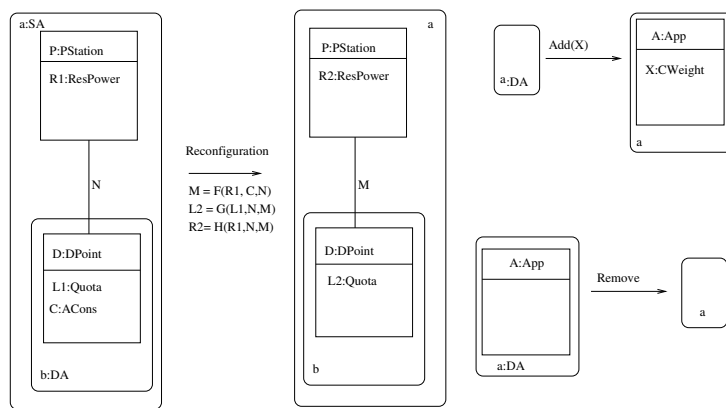 a:SA
P:PStation
R1:ResPower
N
D:DPoint
L1:Quota
C:ACons
b:DA
Reconfiguration
M = F(R1, C,N)
L2 = G(L1,N,M)
R2= H(R1,N,M)
a
P:PStation
R2:ResPower
M
D:DPoint
L2:Quota
b
a:DA
Add(X)
A:App
X:CWeight
a
A:App
a:DA
Remove
a